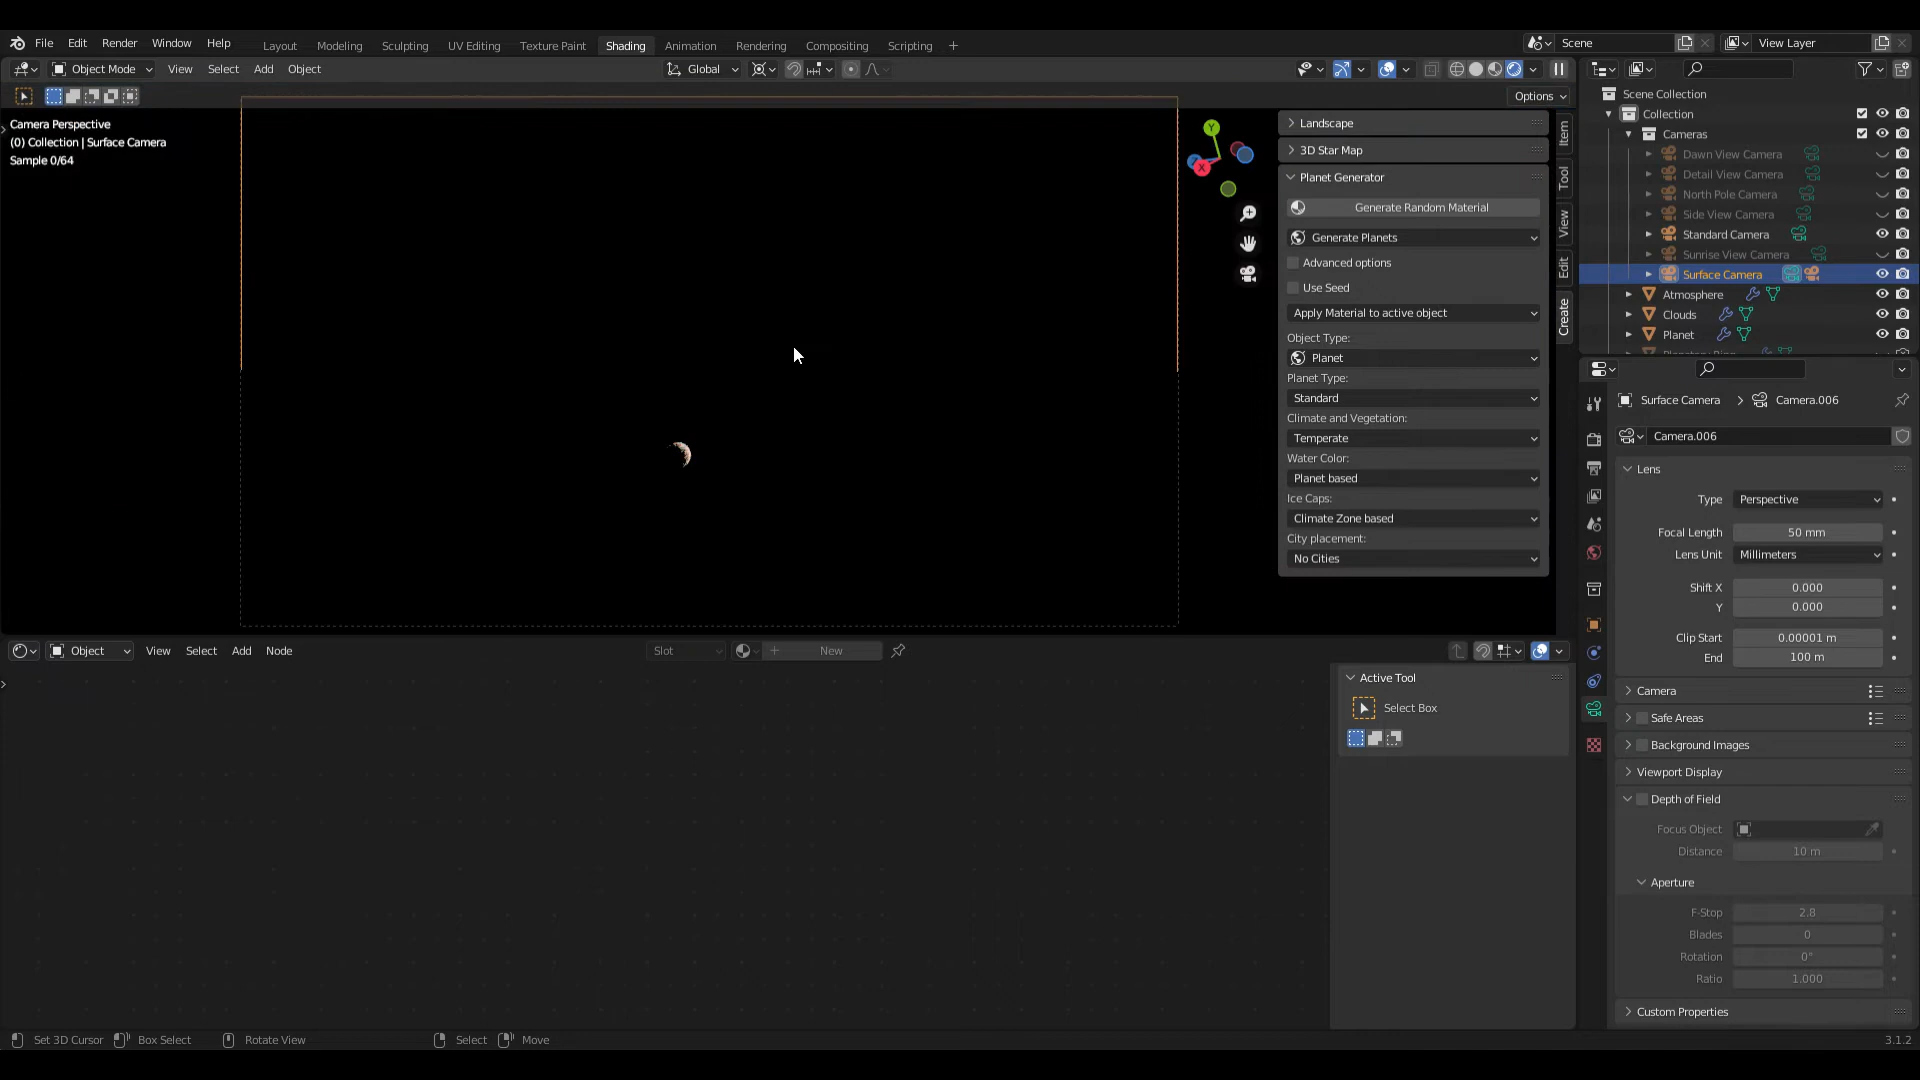 File Edit Render Window Help Layout Modeling Sculpting UV Editing Texture Paint Shading Animation Rendering Compositing Scripting + Scene View Layer
Object Mode View Select Add Object Global
Options
Camera Perspective
(0) Collection | Surface Camera
Sample 0/64
Y
X
Landscape
3D Star Map
Planet Generator
Generate Random Material
Generate Planets
Advanced options
Use Seed
Apply Material to active object
Object Type:
Planet
Planet Type:
Standard
Climate and Vegetation:
Temperate
Water Color:
Planet based
Ice Caps:
Climate Zone based
City placement:
No Cities
Item
Tool
View
Edit
Create
Scene Collection
Collection
Cameras
Dawn View Camera
Detail View Camera
North Pole Camera
Side View Camera
Standard Camera
Sunrise View Camera
Surface Camera
Atmosphere
Clouds
Planet
Surface Camera > Camera.006
Camera.006
Lens
Type Perspective
Focal Length 50 mm
Lens Unit Millimeters
Shift X 0.000
Y 0.000
Clip Start 0.00001 m
End 100 m
Camera
Safe Areas
Background Images
Viewport Display
Depth of Field
Focus Object
Distance 10 m
Aperture
F-Stop 2.8
Blades 0
Rotation 0°
Ratio 1.000
Custom Properties
Object View Select Add Node Slot New
Active Tool
Select Box
Set 3D Cursor Box Select Rotate View Select Move 3.1.2